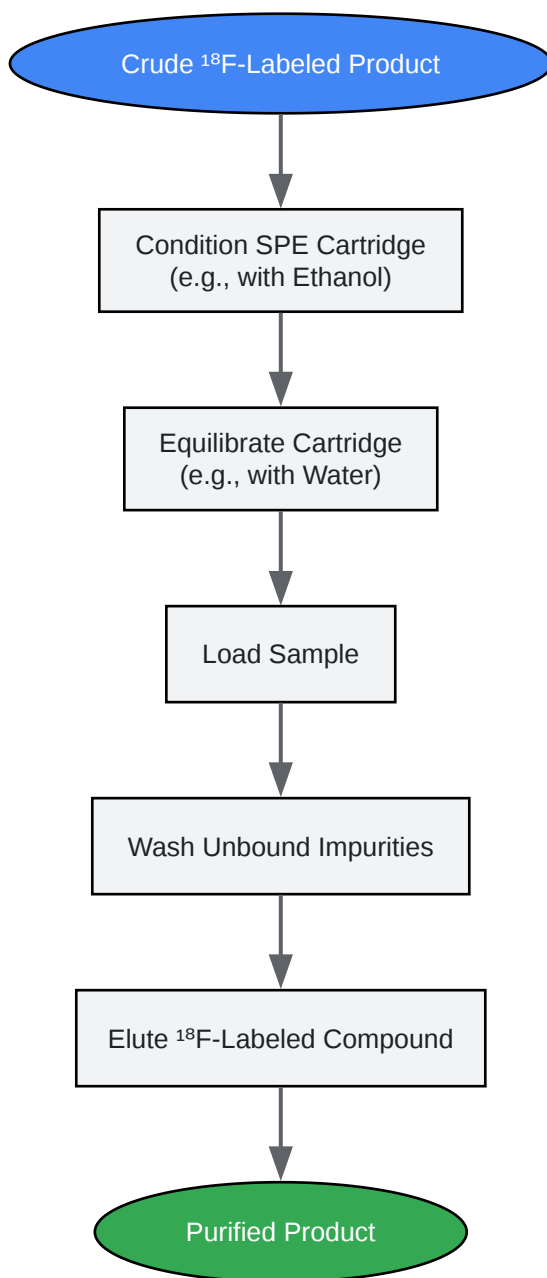 Crude ¹⁸F-Labeled Product
Condition SPE Cartridge
(e.g., with Ethanol)
Equilibrate Cartridge
(e.g., with Water)
Load Sample
Wash Unbound Impurities
Elute ¹⁸F-Labeled Compound
Purified Product